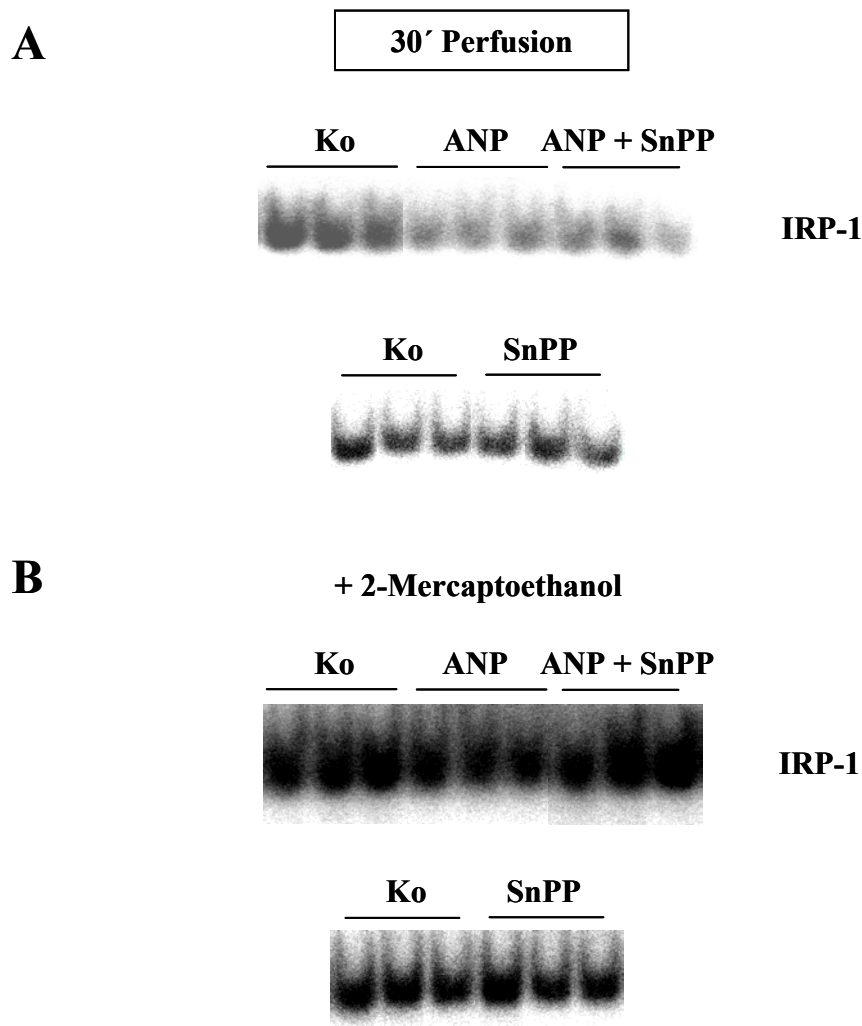 A
30´ Perfusion
Ko ANP ANP + SnPP
IRP-1
Ko SnPP
B
+ 2-Mercaptoethanol
Ko ANP ANP + SnPP
IRP-1
Ko SnPP